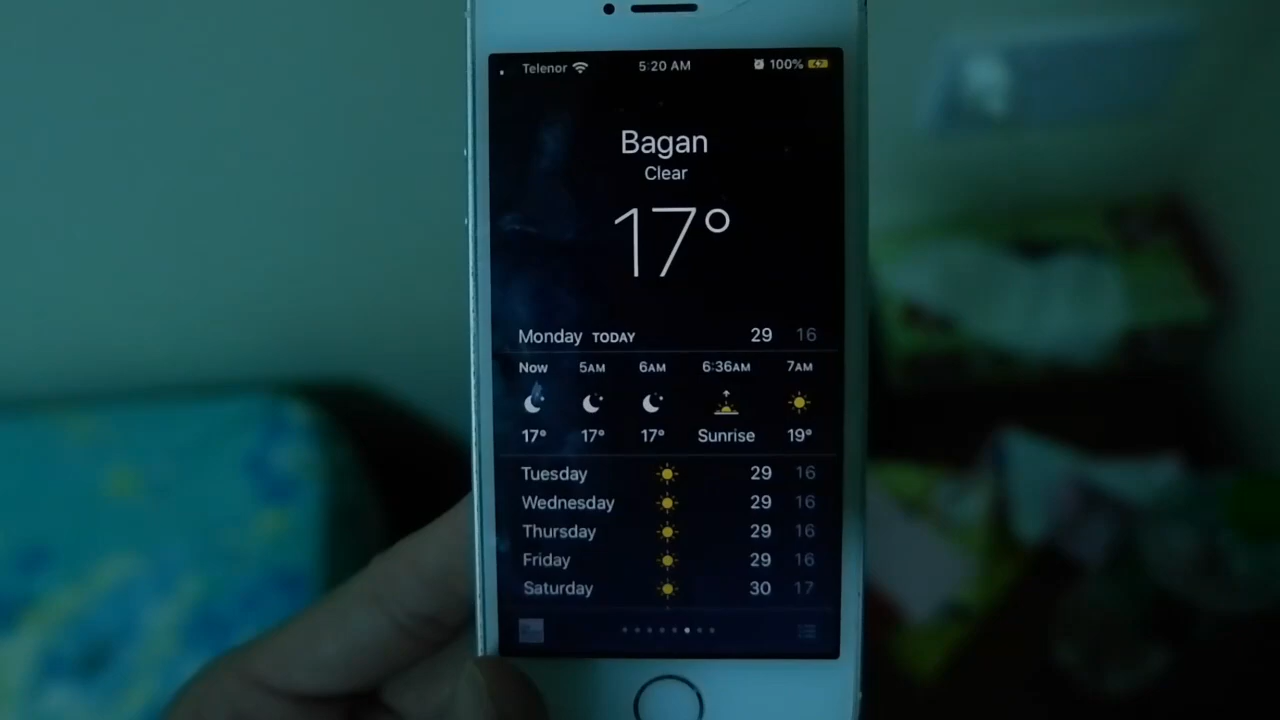 Telenor 5:20 AM 100%
Bagan
Clear
17°
Monday TODAY 29 16
Now 5AM 6AM 6:36AM 7AM
17° 17° 17° Sunrise 19°
Tuesday 29 16
Wednesday 29 16
Thursday 29 16
Friday 29 16
Saturday 30 17